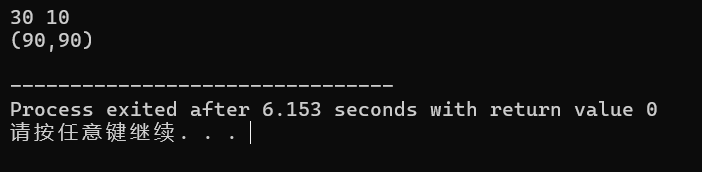 30 10
(90,90)
--------------------------------
Process exited after 6.153 seconds with return value 0
请按任意键继续. . .